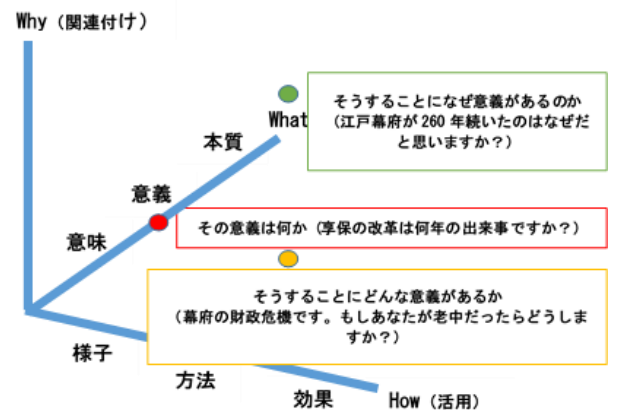 Why（関連付け）
そうすることになぜ意義があるのか
（江戸幕府が 260 年続いたのはなぜだ
と思いますか？）
What
本質
意義
その意義は何か（享保の改革は何年の出来事ですか？）
意味
そうすることにどんな意義があるか
（幕府の財政危機です。もしあなたが老中だったらどうしま
すか？）
様子
方法
効果
How（活用）